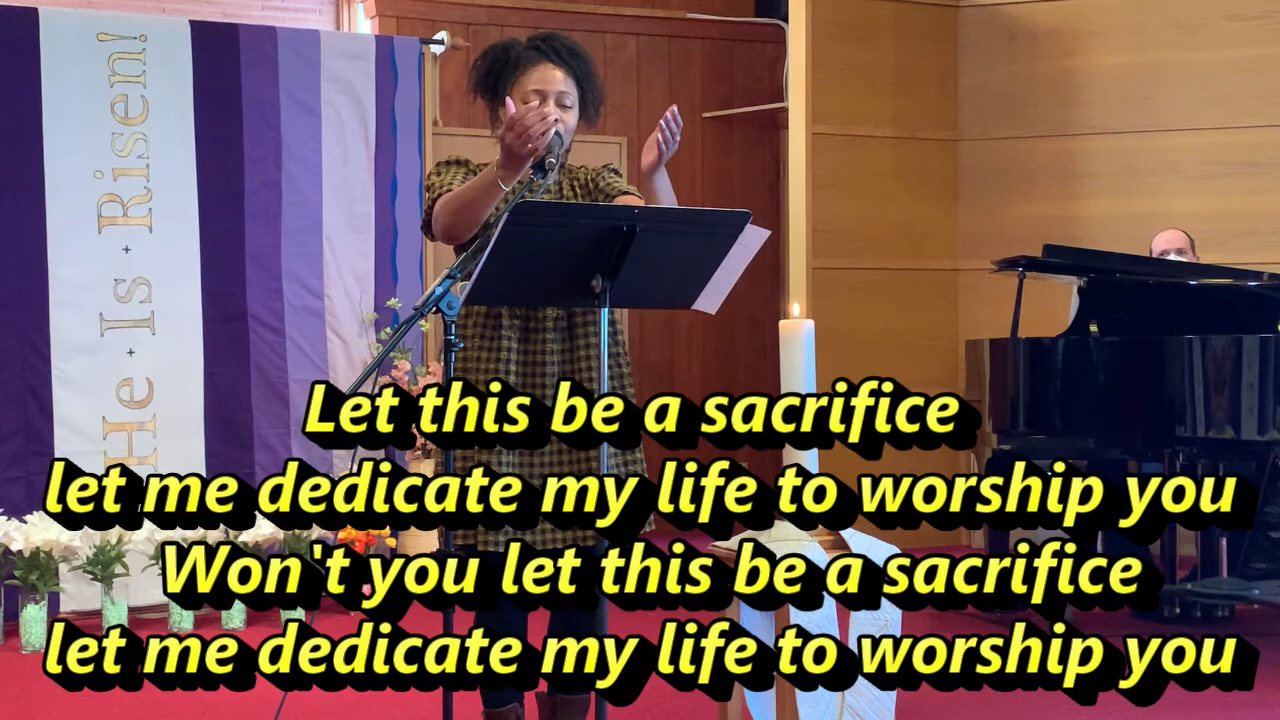 He · Is · Risen!
Let this be a sacrifice
let me dedicate my life to worship you
Won't you let this be a sacrifice
let me dedicate my life to worship you